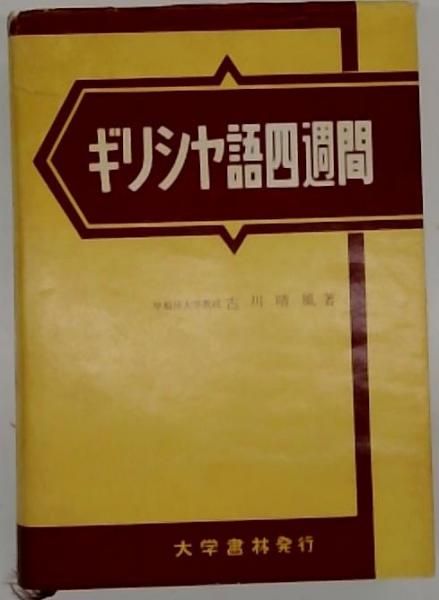 ギリシヤ語四週間
早稲田大学教授 古川晴風著
大学書林発行